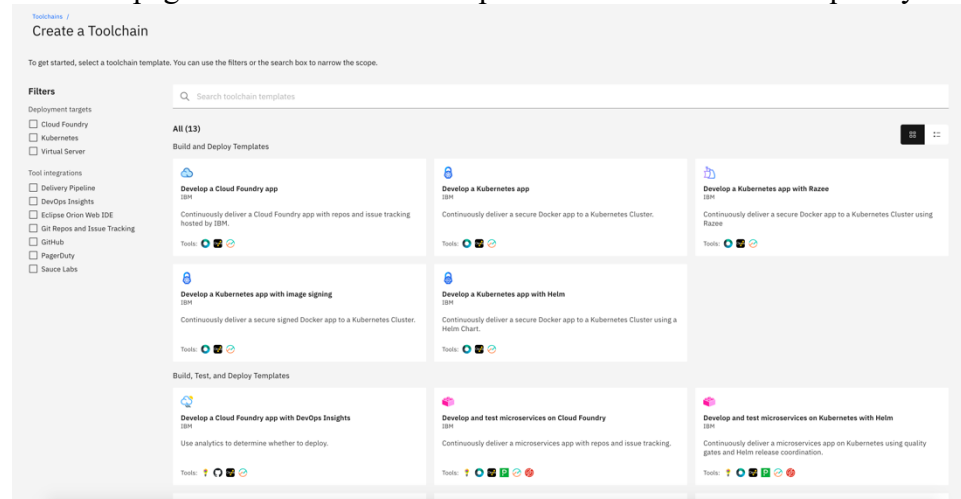 Toolchains /
Create a Toolchain
To get started, select a toolchain template. You can use the filters or the search box to narrow the scope.
Filters
Deployment targets
Cloud Foundry
Kubernetes
Virtual Server
Tool integrations
Delivery Pipeline
DevOps Insights
Eclipse Orion Web IDE
Git Repos and Issue Tracking
GitHub
PagerDuty
Sauce Labs
Search toolchain templates
All (13)
Build and Deploy Templates
Develop a Cloud Foundry app
IBM
Continuously deliver a Cloud Foundry app with repos and issue tracking
hosted by IBM.
Tools:
Develop a Kubernetes app
IBM
Continuously deliver a secure Docker app to a Kubernetes Cluster.
Tools:
Develop a Kubernetes app with Razee
IBM
Continuously deliver a secure Docker app to a Kubernetes Cluster using
Razee
Tools:
Develop a Kubernetes app with image signing
IBM
Continuously deliver a secure signed Docker app to a Kubernetes Cluster.
Tools:
Develop a Kubernetes app with Helm
IBM
Continuously deliver a secure Docker app to a Kubernetes Cluster using a
Helm Chart.
Tools:
Build, Test, and Deploy Templates
Develop a Cloud Foundry app with DevOps Insights
IBM
Use analytics to determine whether to deploy.
Tools:
Develop and test microservices on Cloud Foundry
IBM
Continuously deliver a microservices app with repos and issue tracking.
Tools:
Develop and test microservices on Kubernetes with Helm
IBM
Continuously deliver a microservices app on Kubernetes using quality
gates and Helm release coordination.
Tools: